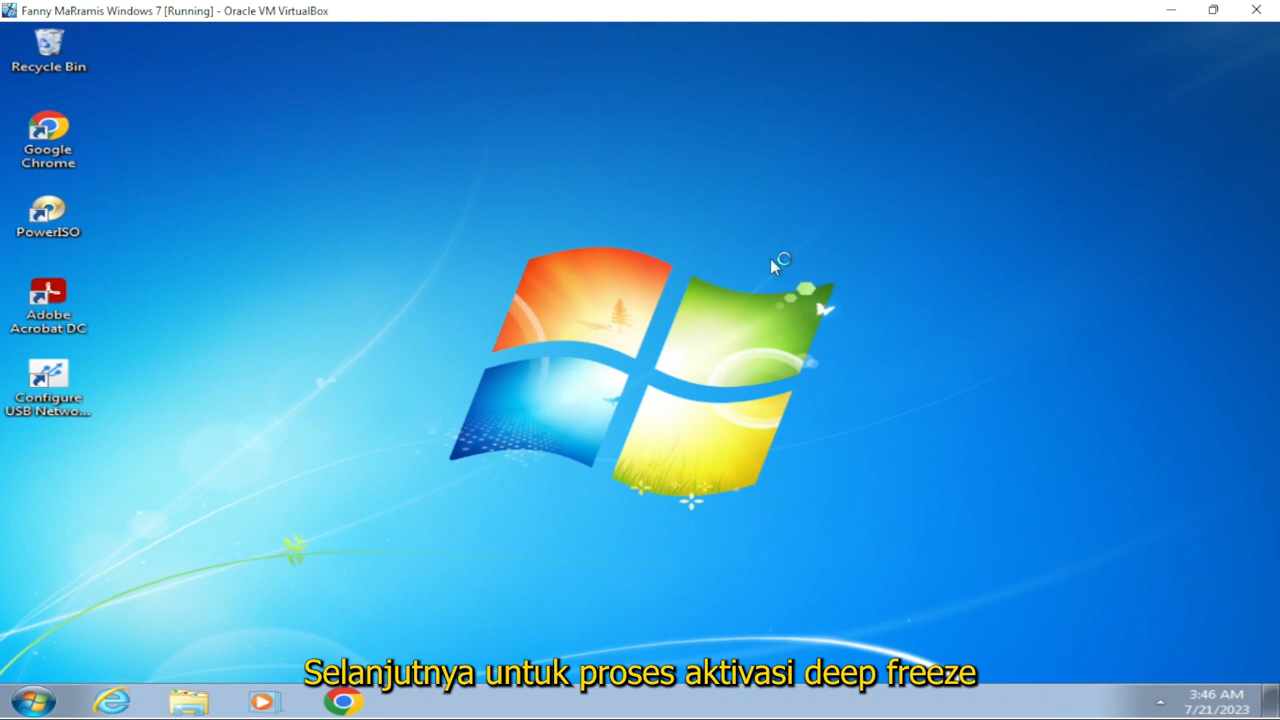 Fanny MaRramis Windows 7 [Running] - Oracle VM VirtualBox
Recycle Bin
Google
Chrome
PowerISO
Adobe
Acrobat DC
Configure
USB Netwo...
Selanjutnya untuk proses aktivasi deep freeze
3:46 AM
7/21/2023